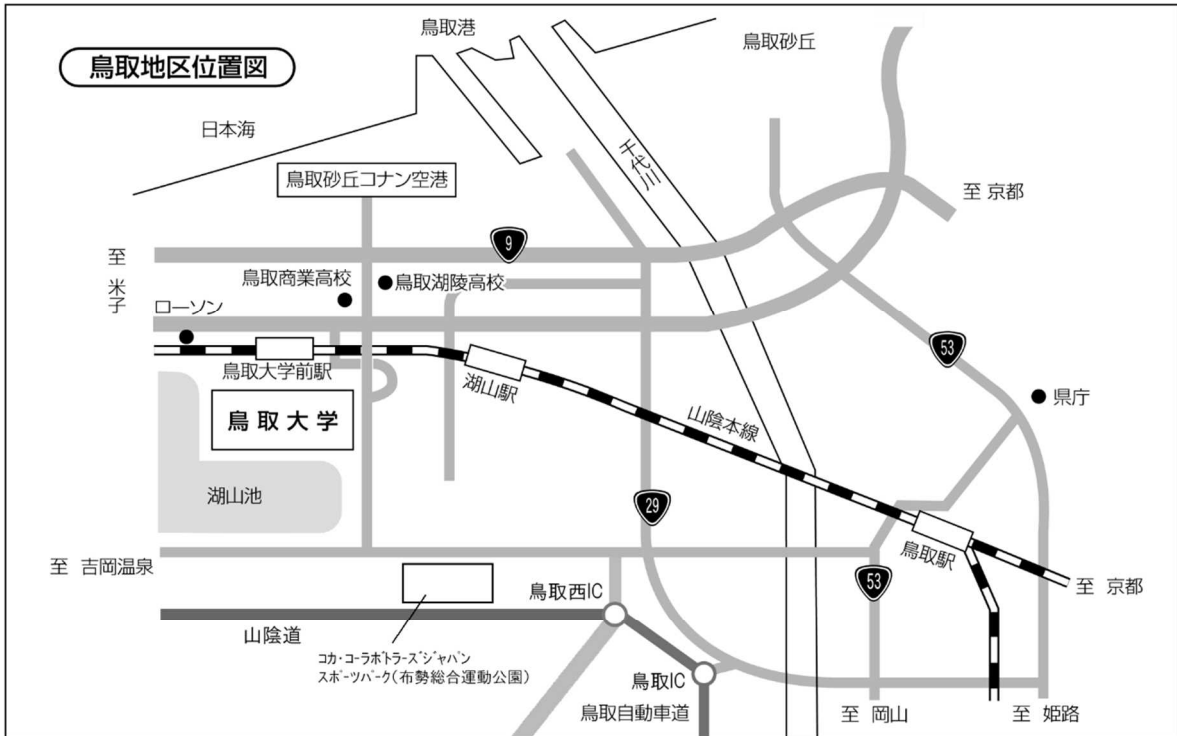 鳥取港
鳥取砂丘
鳥取地区位置図
日本海
千代川
鳥取砂丘コナン空港
至 京都
9
至 米子
鳥取商業高校
鳥取湖陵高校
ローソン
53
鳥取大学前駅
湖山駅
県庁
鳥取大学
山陰本線
湖山池
29
鳥取駅
至 吉岡温泉
53
至 京都
鳥取西IC
山陰道
コカ・コーラボトラーズジャパン
スポーツパーク(布勢総合運動公園)
鳥取IC
鳥取自動車道
至 岡山
至 姫路